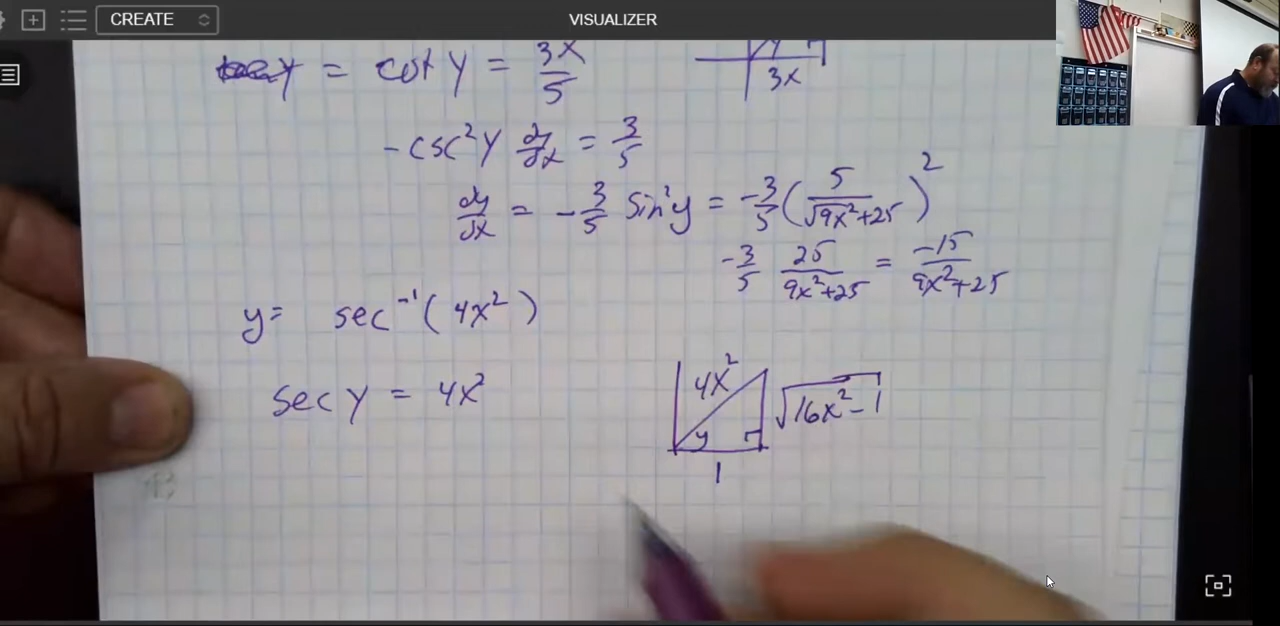 CREATE
VISUALIZER
y = cot y = 3x/5
3x
-csc²y dy/dx = 3/5
dy/dx = -3/5 sin²y = -3/5 (5/√9x²+25)²
-3/5 25/9x²+25 = -15/9x²+25
y = sec⁻¹(4x²)
sec y = 4x²
4x²
√16x²-1
y
1